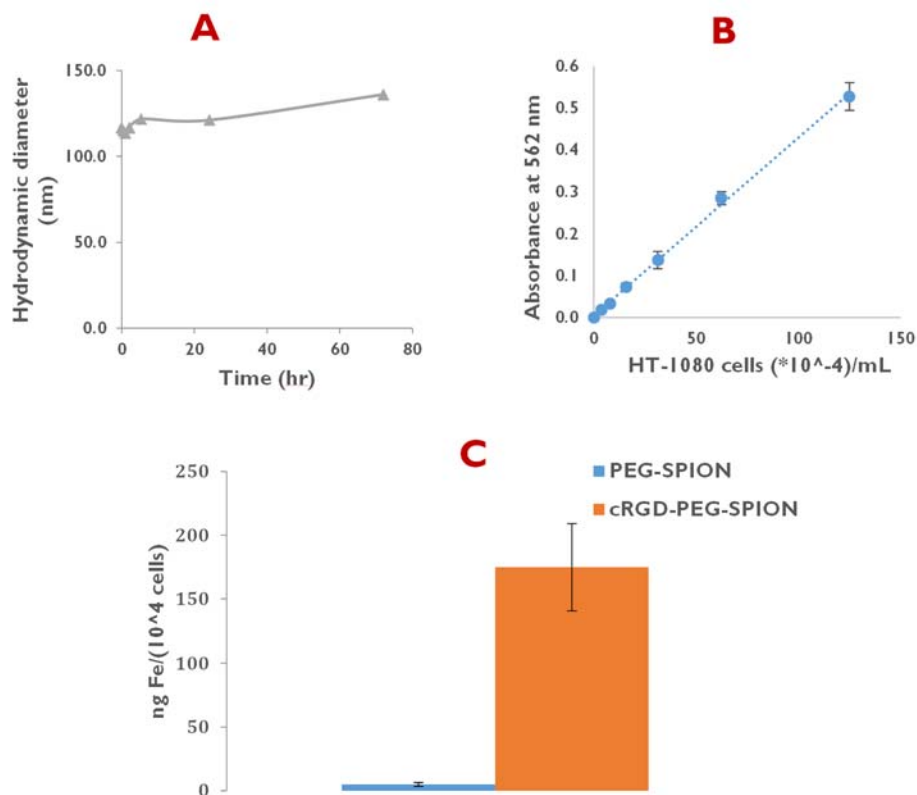 A
Hydrodynamic diameter
(nm)
150.0
100.0
50.0
0.0
0
20
40
60
80
Time (hr)
B
Absorbance at 562 nm
0.6
0.5
0.4
0.3
0.2
0.1
0.0
0
50
100
150
HT-1080 cells (*10^-4)/mL
C
PEG-SPION
cRGD-PEG-SPION
ng Fe/(10^4 cells)
250
200
150
100
50
0